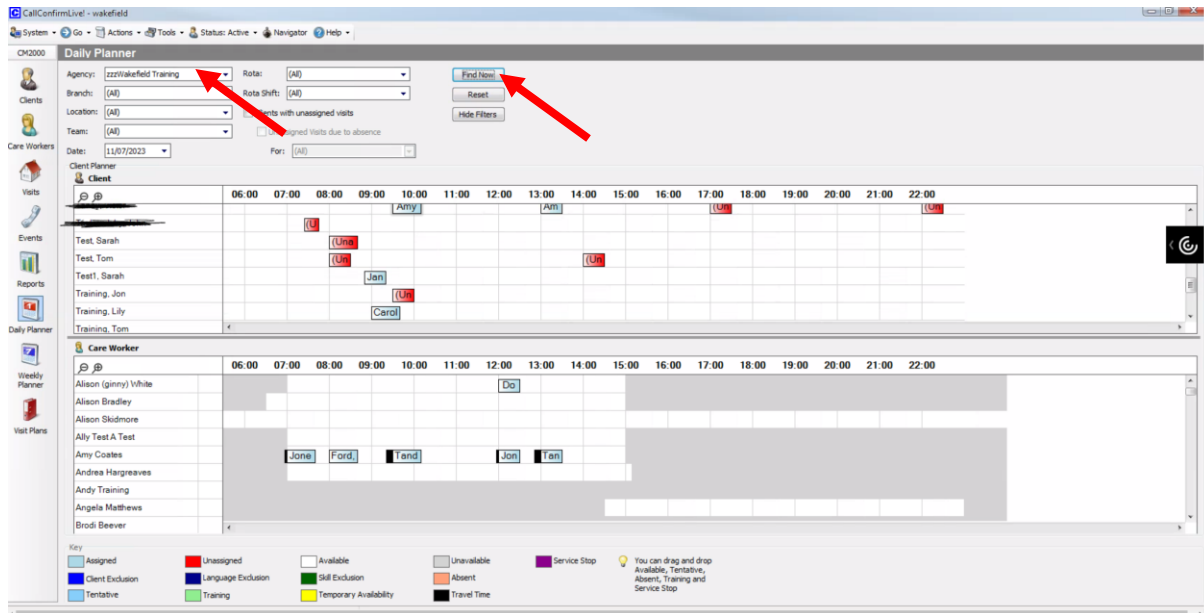 CallConfirmLive! - wakefield
System Go Actions Tools Status: Active Navigator Help
CM2000
Daily Planner
Clients
Care Workers
Visits
Events
Reports
Daily Planner
Weekly
Planner
Visit Plans
Agency: zzzWakefield Training Rota: (All) Find Now
Branch: (All) Rota Shift: (All) Reset
Location: (All) with unassigned visits Hide Filters
Team: (All) Visits due to absence
Date: 11/07/2023 For: (All)
Client Planner
Client
06:00 07:00 08:00 09:00 10:00 11:00 12:00 13:00 14:00 15:00 16:00 17:00 18:00 19:00 20:00 21:00 22:00
Amy Am (Un (Un
(U
Test, Sarah (Una
Test, Tom (Un (Un
Test1, Sarah Jan
Training, Jon (Un
Training, Lily Carol
Training, Tom
Care Worker
06:00 07:00 08:00 09:00 10:00 11:00 12:00 13:00 14:00 15:00 16:00 17:00 18:00 19:00 20:00 21:00 22:00
Alison (ginny) White Do
Alison Bradley
Alison Skidmore
Ally Test A Test
Amy Coates Jone Ford, Tand Jon Tan
Andrea Hargreaves
Andy Training
Angela Matthews
Brodi Beever
Key
Assigned Unassigned Available Unavailable Service Stop
Client Exclusion Language Exclusion Skill Exclusion Absent
Tentative Training Temporary Availability Travel Time
You can drag and drop
Available, Tentative,
Absent, Training and
Service Stop